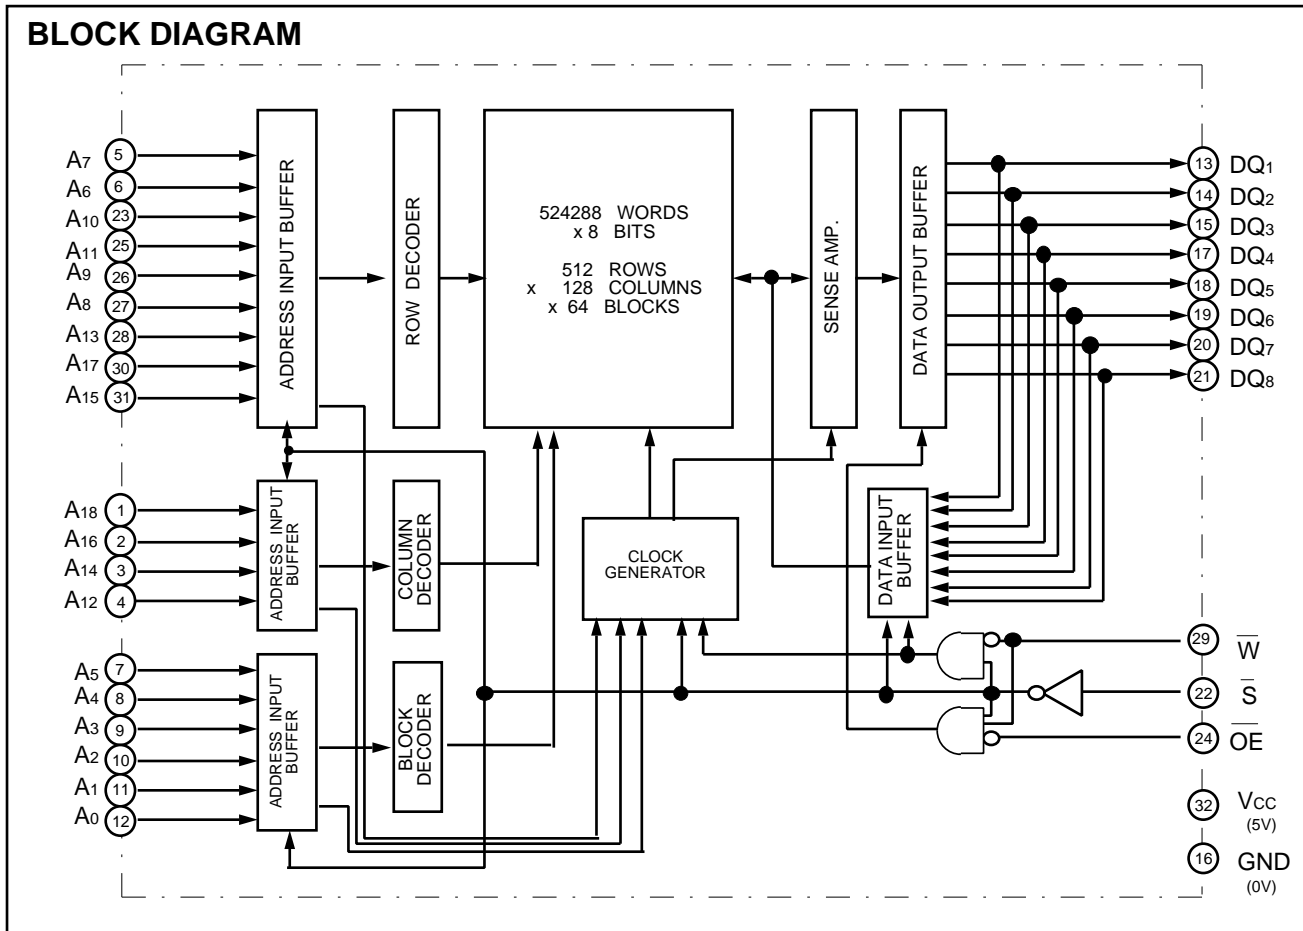 BLOCK DIAGRAM
A7 5
A6 6
A10 23
A11 25
A9 26
A8 27
A13 28
A17 30
A15 31
ADDRESS INPUT BUFFER
ROW DECODER
524288 WORDS
x 8 BITS
512 ROWS
x 128 COLUMNS
x 64 BLOCKS
SENSE AMP.
DATA OUTPUT BUFFER
13 DQ1
14 DQ2
15 DQ3
17 DQ4
18 DQ5
19 DQ6
20 DQ7
21 DQ8
A18 1
A16 2
A14 3
A12 4
ADDRESS INPUT
BUFFER
COLUMN
DECODER
CLOCK
GENERATOR
DATA INPUT
BUFFER
A5 7
A4 8
A3 9
A2 10
A1 11
A0 12
ADDRESS INPUT
BUFFER
BLOCK
DECODER
29 W̅
22 S̅
24 O̅E̅
32 VCC
(5V)
16 GND
(0V)